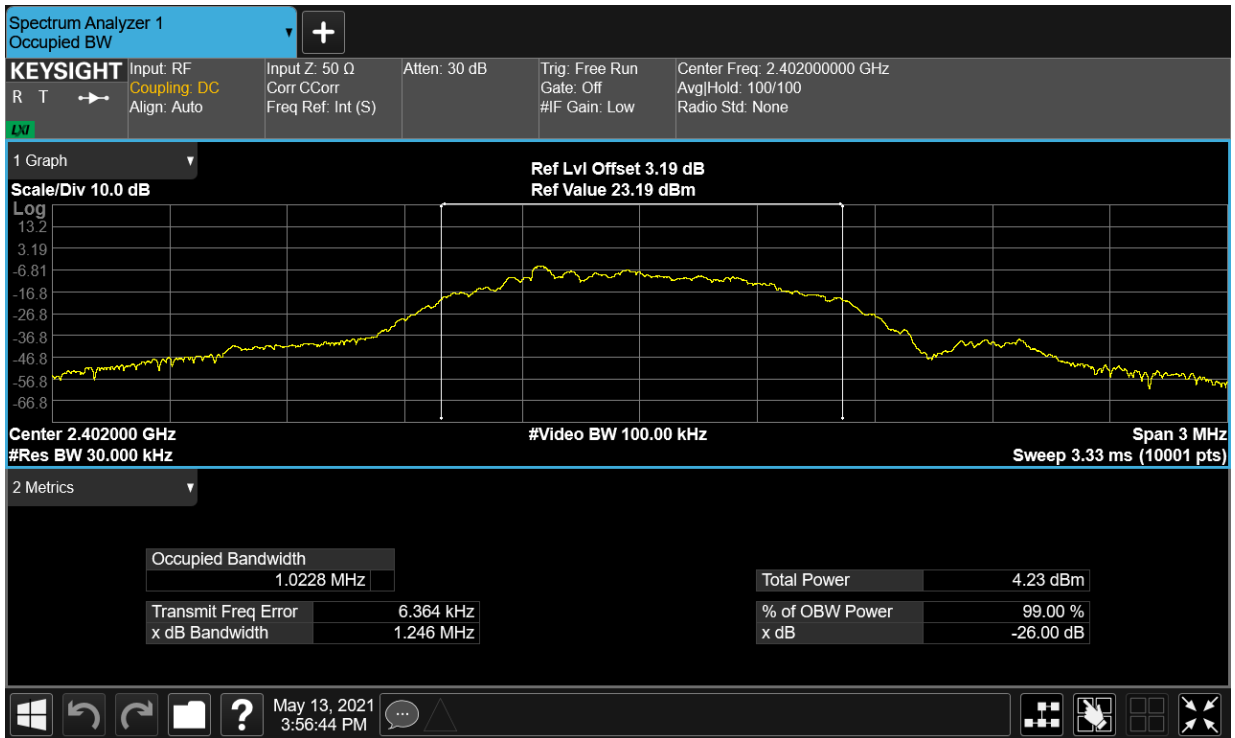 Spectrum Analyzer 1
Occupied BW
KEYSIGHT
R T
LXI
Input: RF
Coupling: DC
Align: Auto
Input Z: 50 Ω
Corr CCorr
Freq Ref: Int (S)
Atten: 30 dB
Trig: Free Run
Gate: Off
#IF Gain: Low
Center Freq: 2.402000000 GHz
Avg|Hold: 100/100
Radio Std: None
1 Graph
Scale/Div 10.0 dB
Ref Lvl Offset 3.19 dB
Ref Value 23.19 dBm
Log
13.2
3.19
-6.81
-16.8
-26.8
-36.8
-46.8
-56.8
-66.8
Center 2.402000 GHz
#Res BW 30.000 kHz
#Video BW 100.00 kHz
Span 3 MHz
Sweep 3.33 ms (10001 pts)
2 Metrics
Occupied Bandwidth
1.0228 MHz
Transmit Freq Error 6.364 kHz
x dB Bandwidth 1.246 MHz
Total Power 4.23 dBm
% of OBW Power 99.00 %
x dB -26.00 dB
?
May 13, 2021
3:56:44 PM